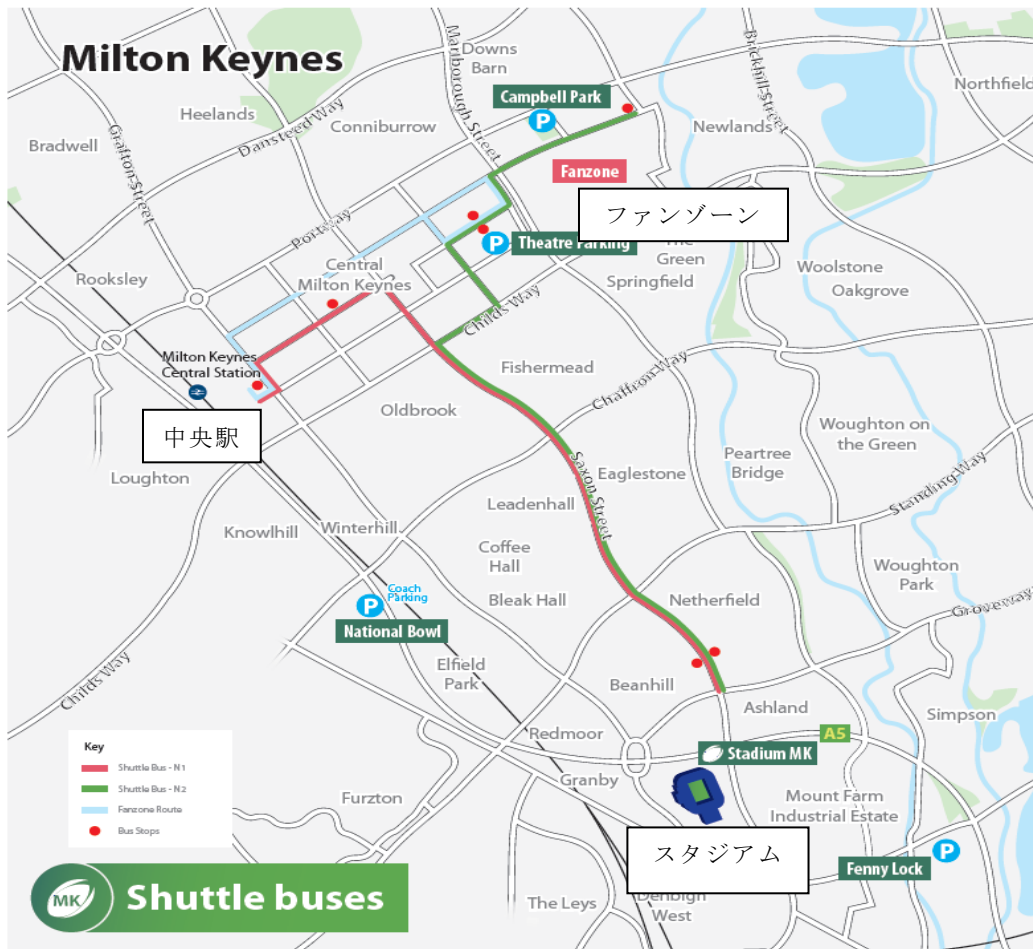 Milton Keynes
Downs
Barn
Marlborough Street
Brickhill Street
Northfield
Campbell Park
P
Heelands
Dansteed Way
Conniburrow
Newlands
Bradwell
Grafton Street
Fanzone
ファンゾーン
Portway
P
Theatre Parking
The
Green
Springfield
Woolstone
Oakgrove
Rooksley
Central
Milton Keynes
Childs Way
Milton Keynes
Central Station
Fishermead
Chaffron Way
中央駅
Oldbrook
Woughton on
the Green
Peartree
Bridge
Loughton
Saxon Street
Eaglestone
Standing Way
Leadenhall
Knowlhill
Winterhill
Coffee
Hall
Woughton
Park
P
Coach
Parking
National Bowl
Bleak Hall
Netherfield
Groveway
Elfield
Park
Childs Way
Beanhill
Ashland
Simpson
Redmoor
A5
Stadium MK
Granby
Key
Shuttle Bus - N1
Shuttle Bus - N2
Fanzone Route
Bus Stops
Furzton
Mount Farm
Industrial Estate
スタジアム
P
Fenny Lock
MK
Shuttle buses
The Leys
Denbigh
West